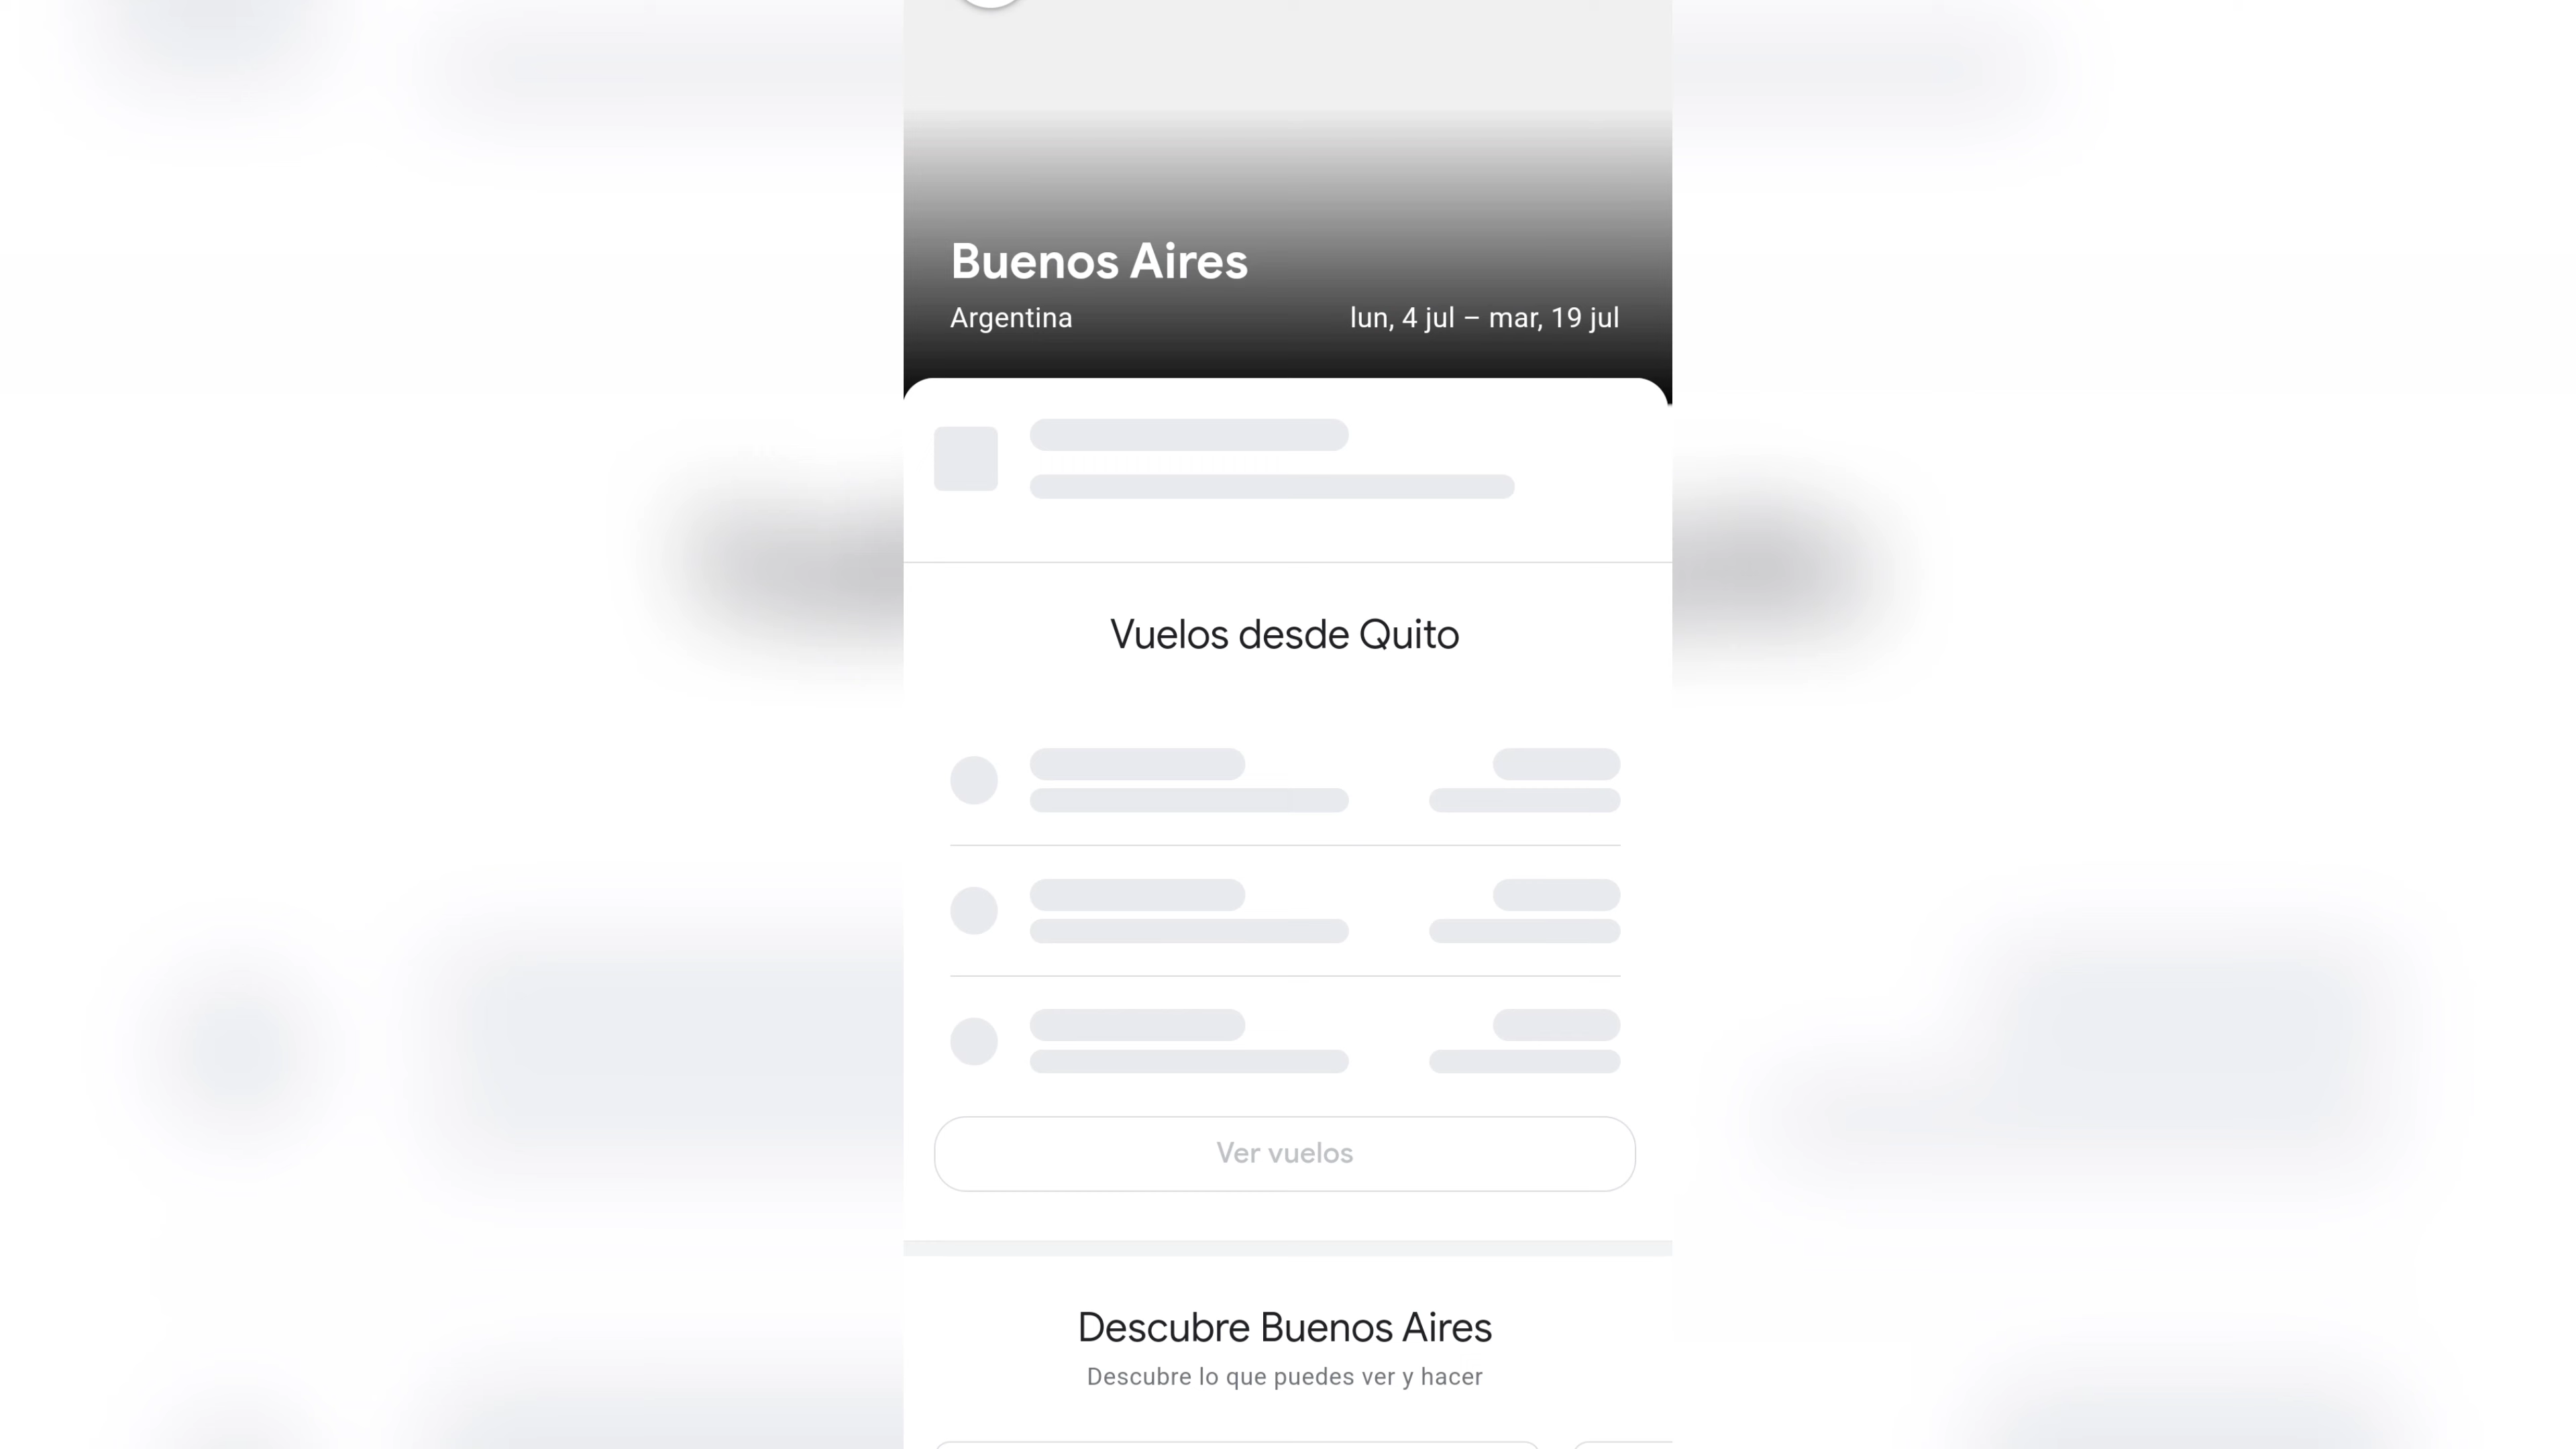 Buenos Aires
Argentina
lun, 4 jul – mar, 19 jul
Vuelos desde Quito
Ver vuelos
Descubre Buenos Aires
Descubre lo que puedes ver y hacer